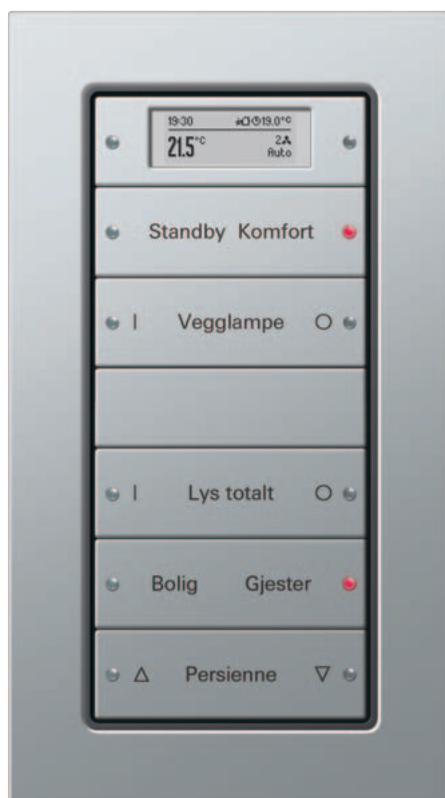 19:30 19.0°C
21.5°C 2
Auto
Standby Komfort
I Vegglampe O
I Lys totalt O
Bolig Gjester
△ Persienne ▽